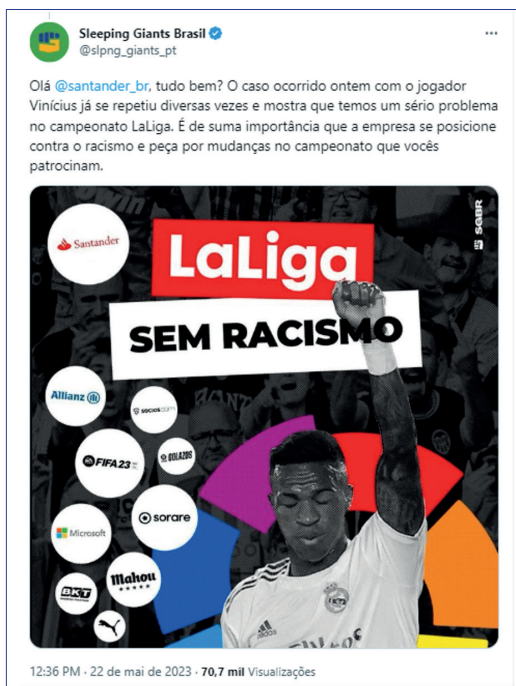 Sleeping Giants Brasil
@slpng_giants_pt
Olá @santander_br, tudo bem? O caso ocorrido ontem com o jogador
Vinícius já se repetiu diversas vezes e mostra que temos um sério problema
no campeonato LaLiga. É de suma importância que a empresa se posicione
contra o racismo e peça por mudanças no campeonato que vocês
patrocinam.
SGBR
Santander
LaLiga
SEM RACISMO
Allianz
socios.com
FIFA23
GOLAZOS
sorare
Microsoft
Mahou
BKT
adidas
Fly
12:36 PM · 22 de mai de 2023 · 70,7 mil Visualizações